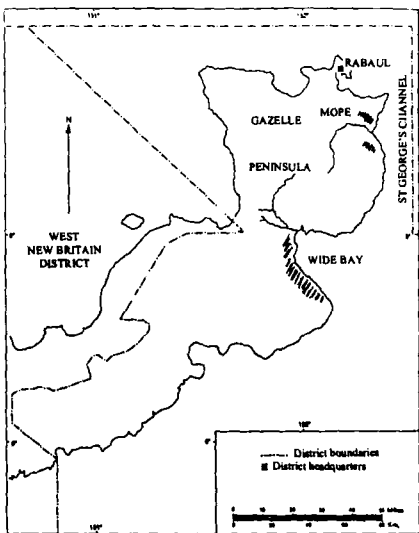 RABAUL
MOPE
GAZELLE
PENINSULA
ST GEORGE'S CHANNEL
N
WEST
NEW BRITAIN
DISTRICT
WIDE BAY
District boundaries
District headquarters